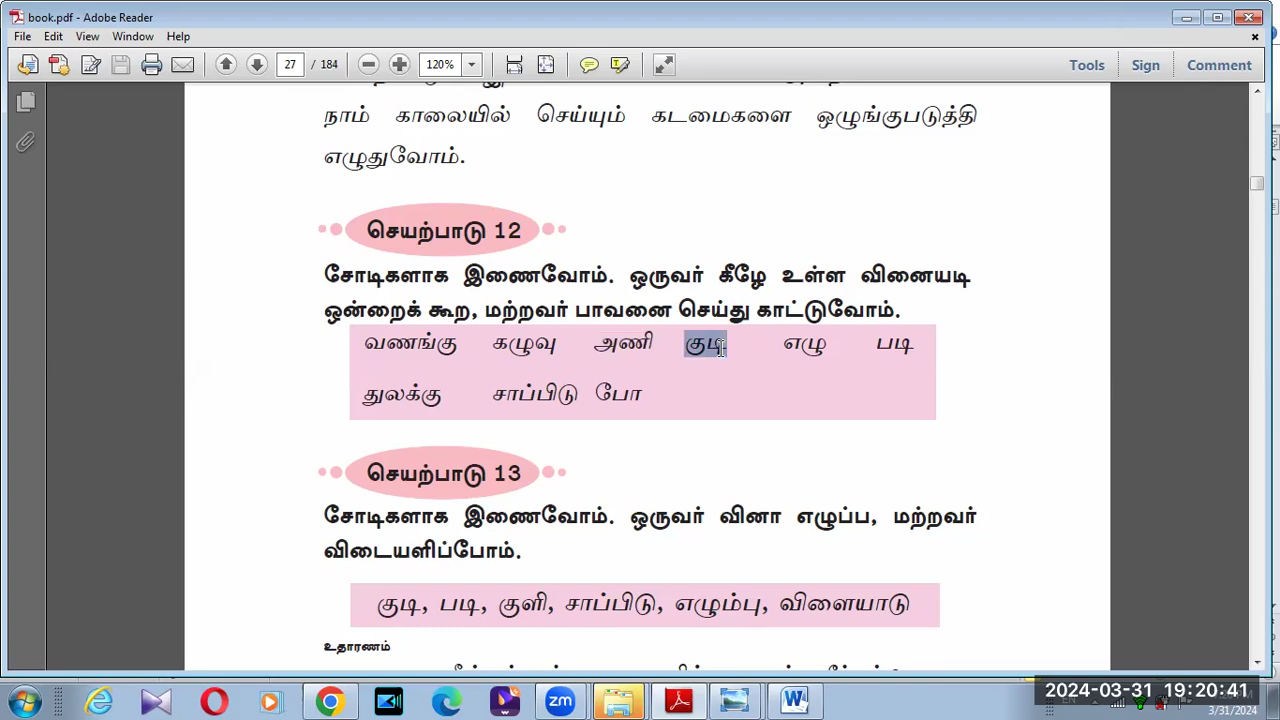 book.pdf - Adobe Reader
File Edit View Window Help
27 / 184 120% Tools Sign Comment
நாம் காலையில் செய்யும் கடமைகளை ஒழுங்குபடுத்தி
எழுதுவோம்.
செயற்பாடு 12
சோடிகளாக இணைவோம். ஒருவர் கீழே உள்ள வினையடி
ஒன்றைக் கூற, மற்றவர் பாவனை செய்து காட்டுவோம்.
வணங்கு கழுவு அணி குடி எழு படி
துலக்கு சாப்பிடு போ
செயற்பாடு 13
சோடிகளாக இணைவோம். ஒருவர் வினா எழுப்ப, மற்றவர்
விடையளிப்போம்.
குடி, படி, குளி, சாப்பிடு, எழும்பு, விளையாடு
உதாரணம்
2024-03-31 19:20:41
3/31/2024